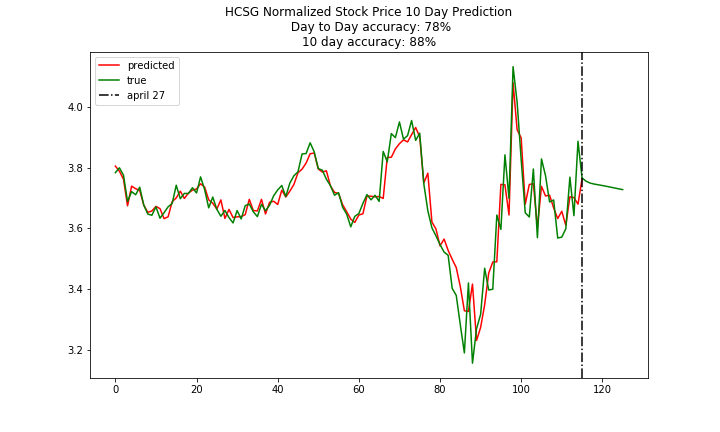 HCSG Normalized Stock Price 10 Day Prediction
Day to Day accuracy: 78%
10 day accuracy: 88%
predicted
true
april 27
4.0
3.8
3.6
3.4
3.2
0 20 40 60 80 100 120